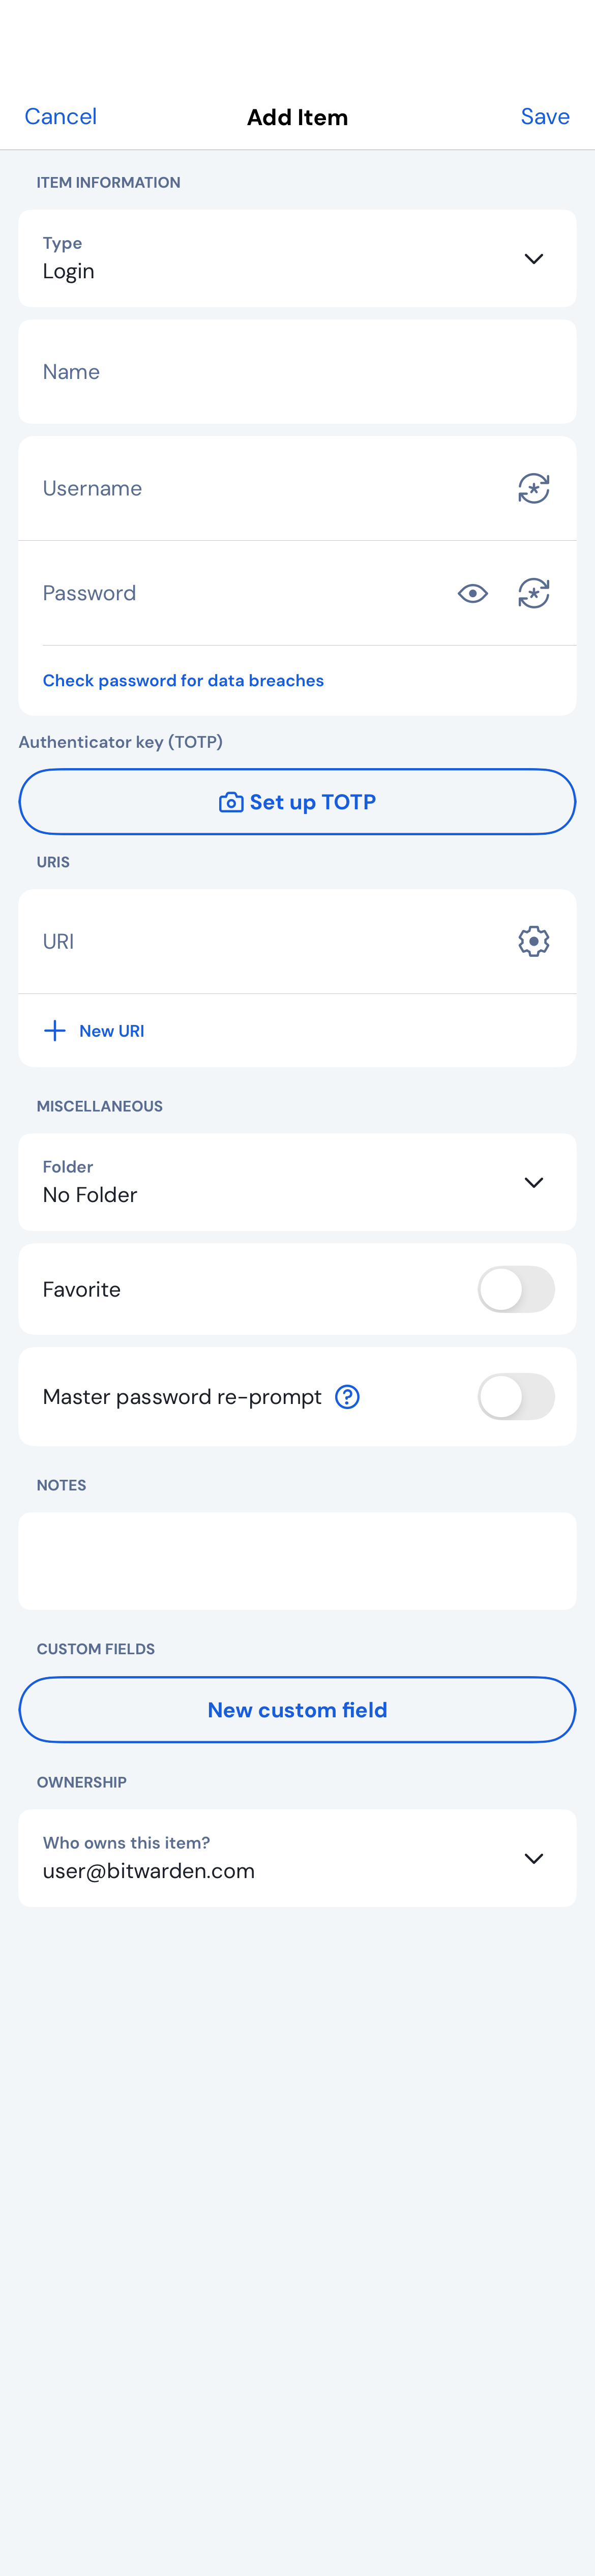 Cancel
Add Item
Save
ITEM INFORMATION
Type
Login
Name
Username
Password
Check password for data breaches
Authenticator key (TOTP)
Set up TOTP
URIS
URI
New URI
MISCELLANEOUS
Folder
No Folder
Favorite
Master password re-prompt
NOTES
CUSTOM FIELDS
New custom field
OWNERSHIP
Who owns this item?
user@bitwarden.com